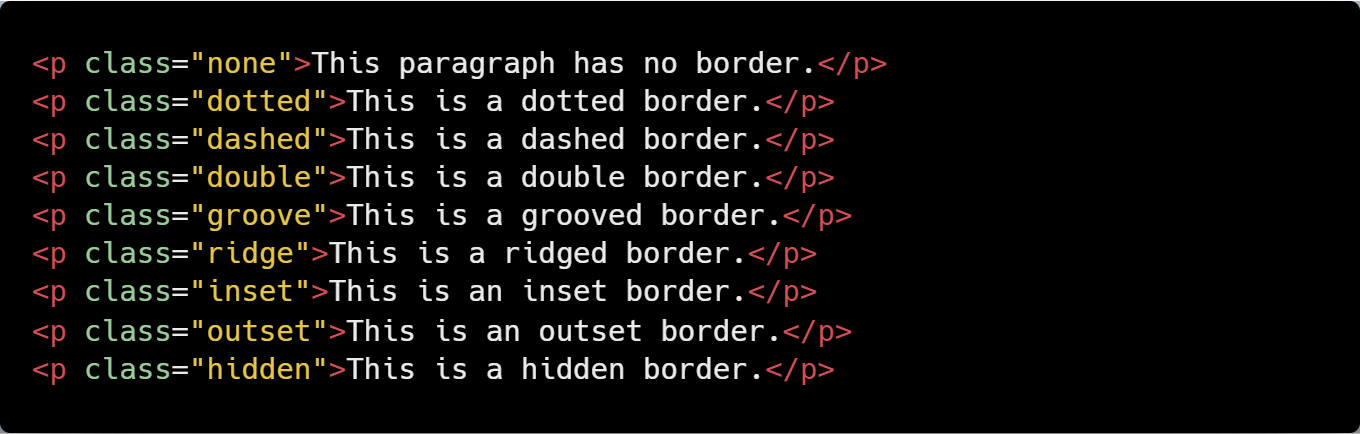 <p class="none">This paragraph has no border.</p>
<p class="dotted">This is a dotted border.</p>
<p class="dashed">This is a dashed border.</p>
<p class="double">This is a double border.</p>
<p class="groove">This is a grooved border.</p>
<p class="ridge">This is a ridged border.</p>
<p class="inset">This is an inset border.</p>
<p class="outset">This is an outset border.</p>
<p class="hidden">This is a hidden border.</p>